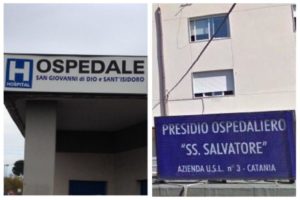 H
HOSPITAL
OSPEDALE
SAN GIOVANNI di DIO e SANT'ISIDORO
PRESIDIO OSPEDALIERO
"SS. SALVATORE"
AZIENDA U.S.L. n° 3 - CATANIA